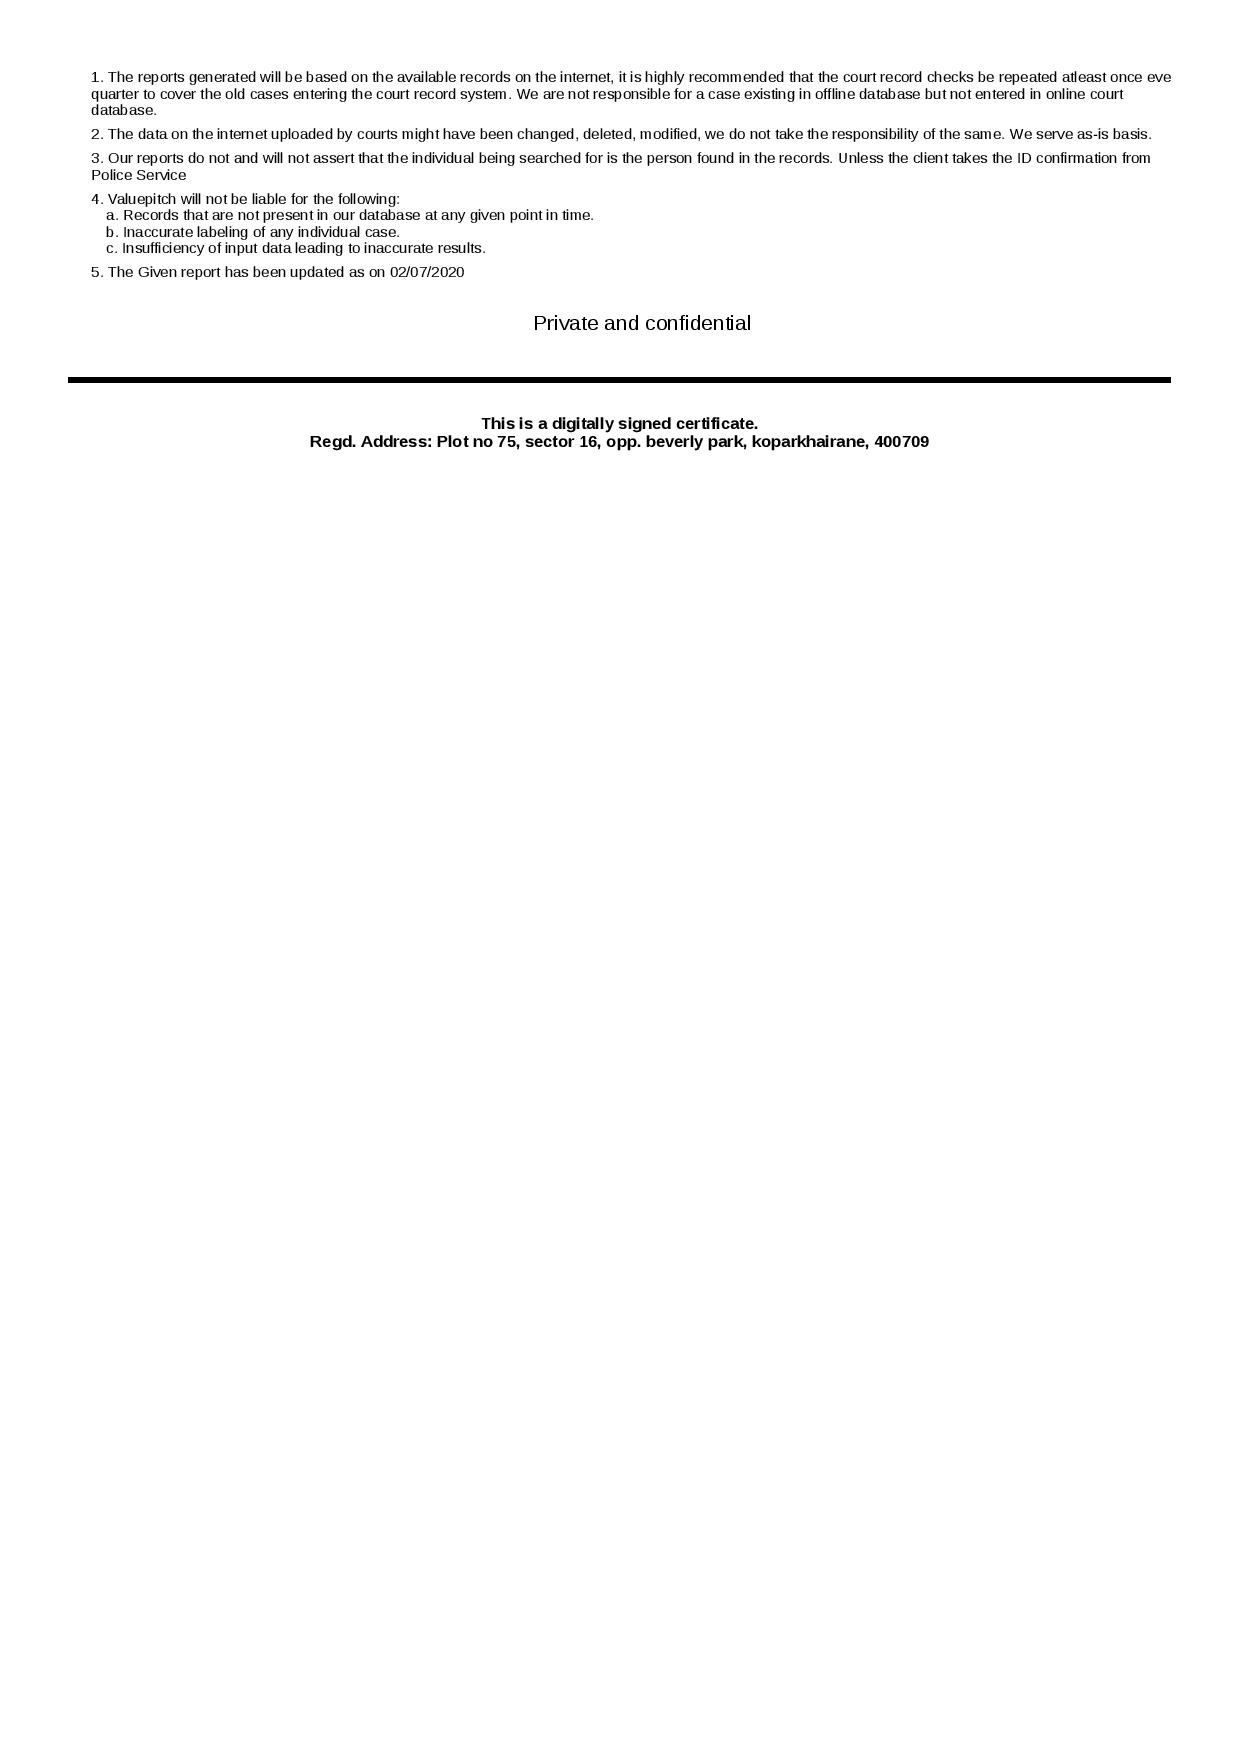 1. The reports generated will be based on the available records on the internet, it is highly recommended that the court record checks be repeated atleast once eve
quarter to cover the old cases entering the court record system. We are not responsible for a case existing in offline database but not entered in online court
database.
2. The data on the internet uploaded by courts might have been changed, deleted, modified, we do not take the responsibility of the same. We serve as-is basis.
3. Our reports do not and will not assert that the individual being searched for is the person found in the records. Unless the client takes the ID confirmation from
Police Service
4. Valuepitch will not be liable for the following:
a. Records that are not present in our database at any given point in time.
b. Inaccurate labeling of any individual case.
c. Insufficiency of input data leading to inaccurate results.
5. The Given report has been updated as on 02/07/2020
Private and confidential
This is a digitally signed certificate.
Regd. Address: Plot no 75, sector 16, opp. beverly park, koparkhairane, 400709